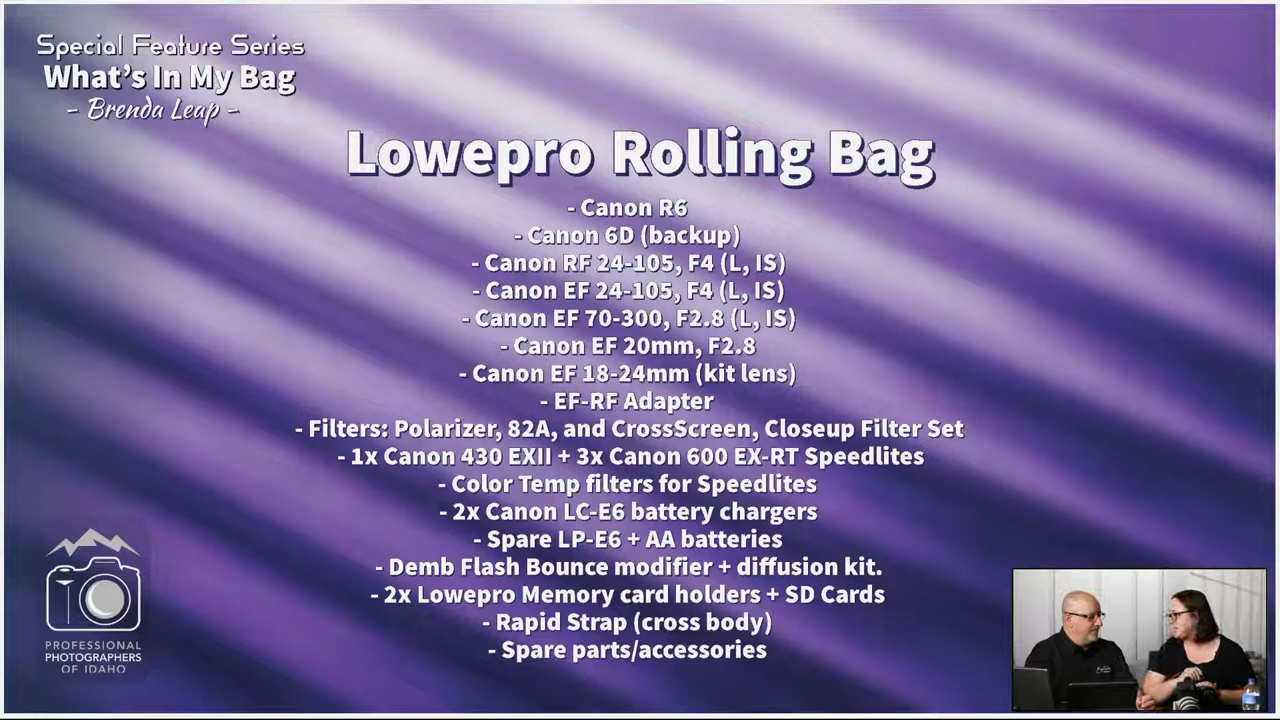 Special Feature Series
What's In My Bag
- Brenda Leap -
Lowepro Rolling Bag
- Canon R6
- Canon 6D (backup)
- Canon RF 24-105, F4 (L, IS)
- Canon EF 24-105, F4 (L, IS)
- Canon EF 70-300, F2.8 (L, IS)
- Canon EF 20mm, F2.8
- Canon EF 18-24mm (kit lens)
- EF-RF Adapter
- Filters: Polarizer, 82A, and CrossScreen, Closeup Filter Set
- 1x Canon 430 EXII + 3x Canon 600 EX-RT Speedlites
- Color Temp filters for Speedlites
- 2x Canon LC-E6 battery chargers
- Spare LP-E6 + AA batteries
- Demb Flash Bounce modifier + diffusion kit.
- 2x Lowepro Memory card holders + SD Cards
- Rapid Strap (cross body)
- Spare parts/accessories
PROFESSIONAL
PHOTOGRAPHERS
OF IDAHO